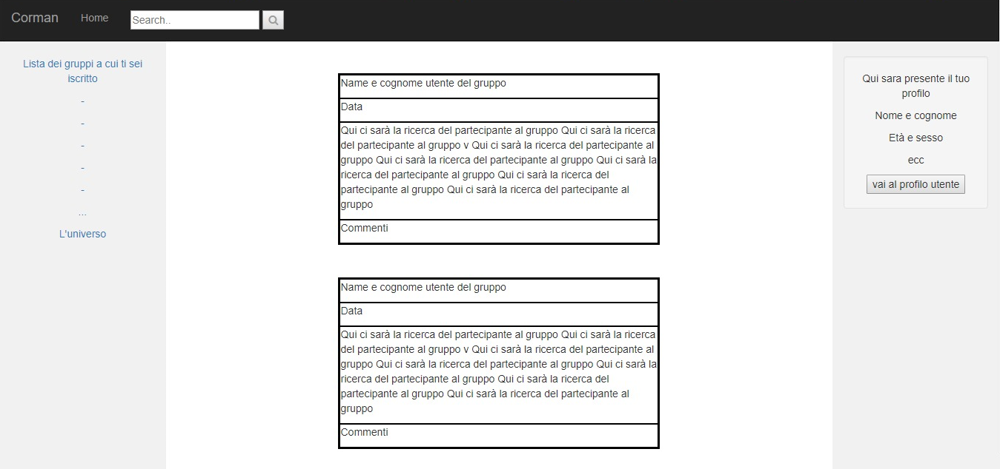 Corman Home Search..
Lista dei gruppi a cui ti sei
iscritto
-
-
-
-
-
...
L'universo
Name e cognome utente del gruppo
Data
Qui ci sarà la ricerca del partecipante al gruppo Qui ci sarà la ricerca
del partecipante al gruppo v Qui ci sarà la ricerca del partecipante al
gruppo Qui ci sarà la ricerca del partecipante al gruppo Qui ci sarà la
ricerca del partecipante al gruppo Qui ci sarà la ricerca del
partecipante al gruppo Qui ci sarà la ricerca del partecipante al
gruppo
Commenti
Name e cognome utente del gruppo
Data
Qui ci sarà la ricerca del partecipante al gruppo Qui ci sarà la ricerca
del partecipante al gruppo v Qui ci sarà la ricerca del partecipante al
gruppo Qui ci sarà la ricerca del partecipante al gruppo Qui ci sarà la
ricerca del partecipante al gruppo Qui ci sarà la ricerca del
partecipante al gruppo Qui ci sarà la ricerca del partecipante al
gruppo
Commenti
Qui sara presente il tuo
profilo
Nome e cognome
Età e sesso
ecc
vai al profilo utente